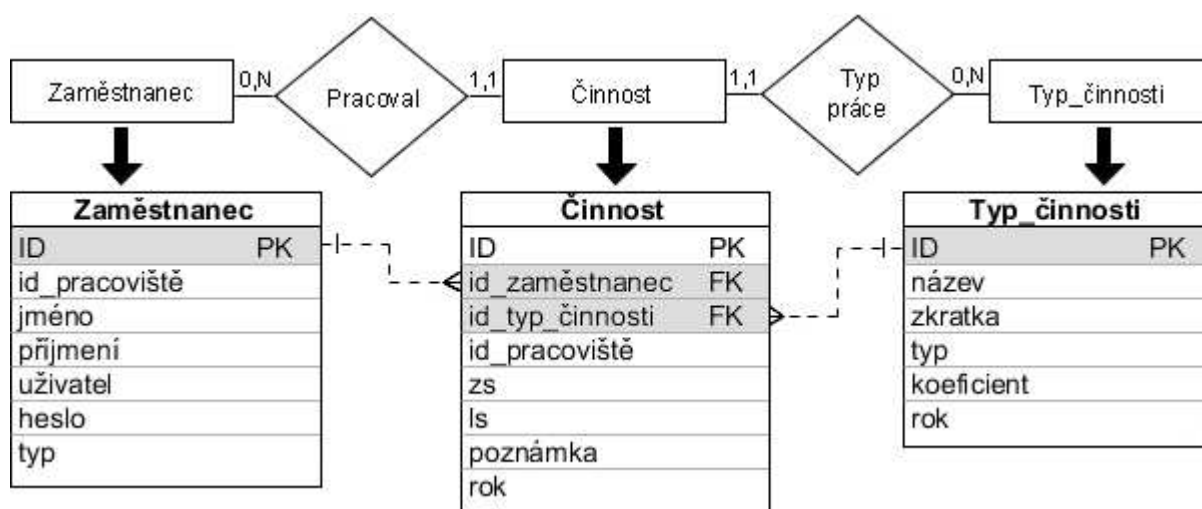 Zaměstnanec 0,N Pracoval 1,1 Činnost 1,1 Typ práce 0,N Typ_činnosti
Zaměstnanec
ID PK
id_pracoviště
jméno
příjmení
uživatel
heslo
typ
Činnost
ID PK
id_zaměstnanec FK
id_typ_činnosti FK
id_pracoviště
zs
ls
poznámka
rok
Typ_činnosti
ID PK
název
zkratka
typ
koeficient
rok